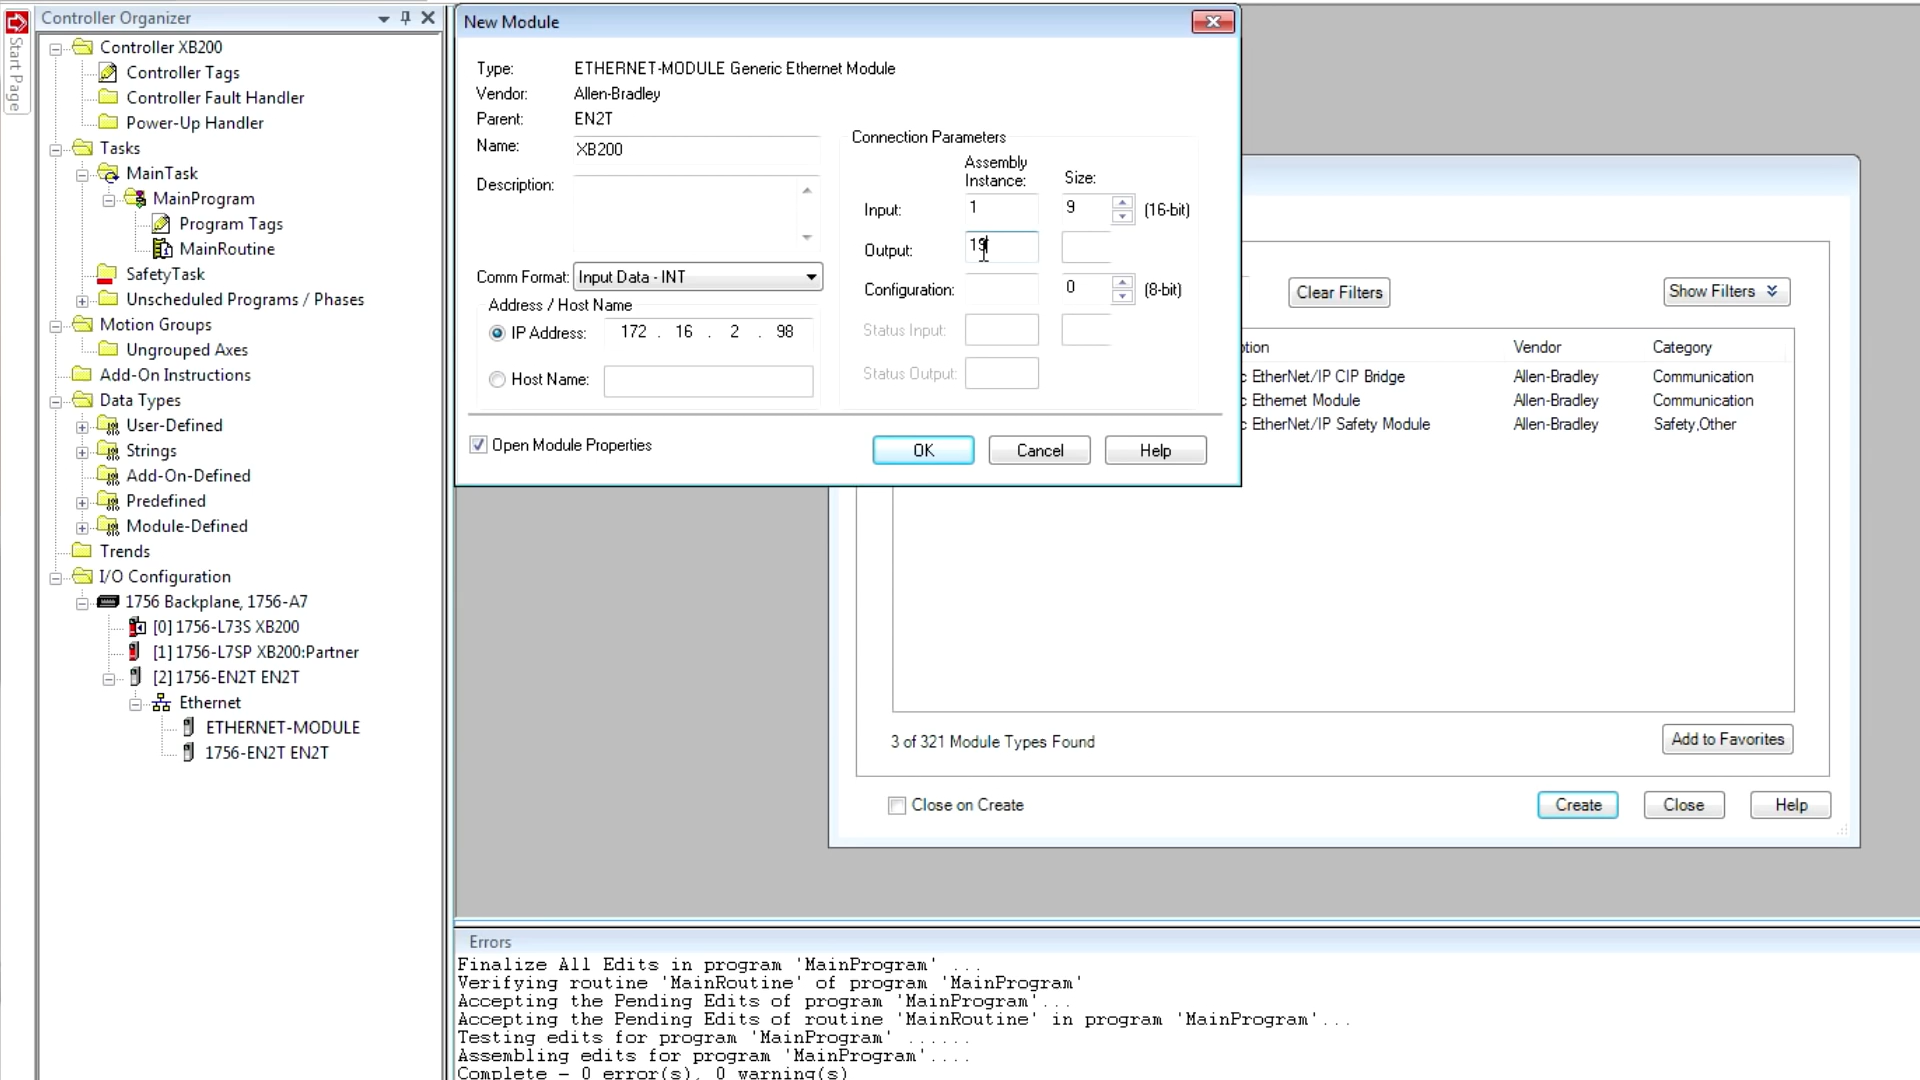 Start Page
Controller Organizer
Controller XB200
Controller Tags
Controller Fault Handler
Power-Up Handler
Tasks
MainTask
MainProgram
Program Tags
MainRoutine
SafetyTask
Unscheduled Programs / Phases
Motion Groups
Ungrouped Axes
Add-On Instructions
Data Types
User-Defined
Strings
Add-On-Defined
Predefined
Module-Defined
Trends
I/O Configuration
1756 Backplane, 1756-A7
[0] 1756-L73S XB200
[1] 1756-L7SP XB200:Partner
[2] 1756-EN2T EN2T
Ethernet
ETHERNET-MODULE
1756-EN2T EN2T
New Module
Type: ETHERNET-MODULE Generic Ethernet Module
Vendor: Allen-Bradley
Parent: EN2T
Name: XB200
Description:
Comm Format: Input Data - INT
Address / Host Name
IP Address: 172 . 16 . 2 . 98
Host Name:
Connection Parameters
Assembly Instance:
Size:
Input: 1 9 (16-bit)
Output:
Configuration: 0 (8-bit)
Status Input:
Status Output:
Open Module Properties
OK
Cancel
Help
Clear Filters
Show Filters
Vendor Category
EtherNet/IP CIP Bridge Allen-Bradley Communication
Ethernet Module Allen-Bradley Communication
EtherNet/IP Safety Module Allen-Bradley Safety,Other
3 of 321 Module Types Found
Add to Favorites
Close on Create
Create
Close
Help
Errors
Finalize All Edits in program 'MainProgram' ...
Verifying routine 'MainRoutine' of program 'MainProgram'
Accepting the Pending Edits of program 'MainProgram'...
Accepting the Pending Edits of routine 'MainRoutine' in program 'MainProgram'...
Testing edits for program 'MainProgram' ......
Assembling edits for program 'MainProgram'....
Complete - 0 error(s), 0 warning(s)